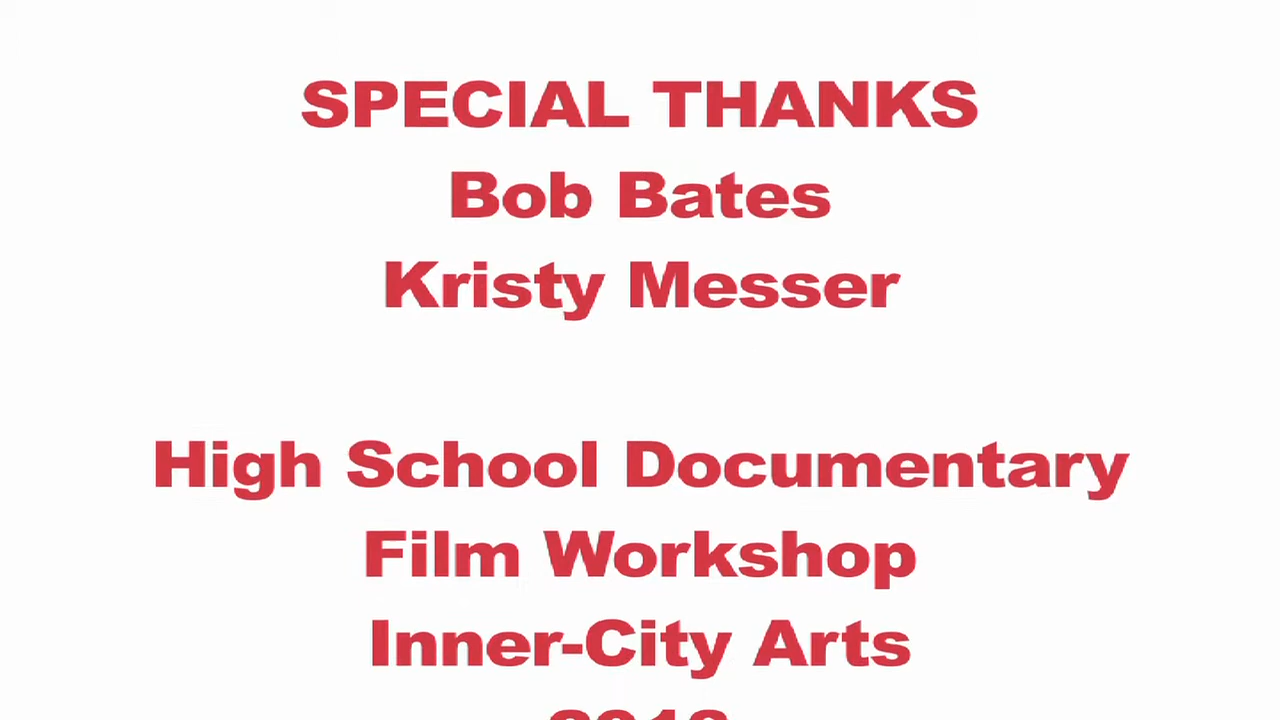 SPECIAL THANKS
Bob Bates
Kristy Messer
High School Documentary
Film Workshop
Inner-City Arts